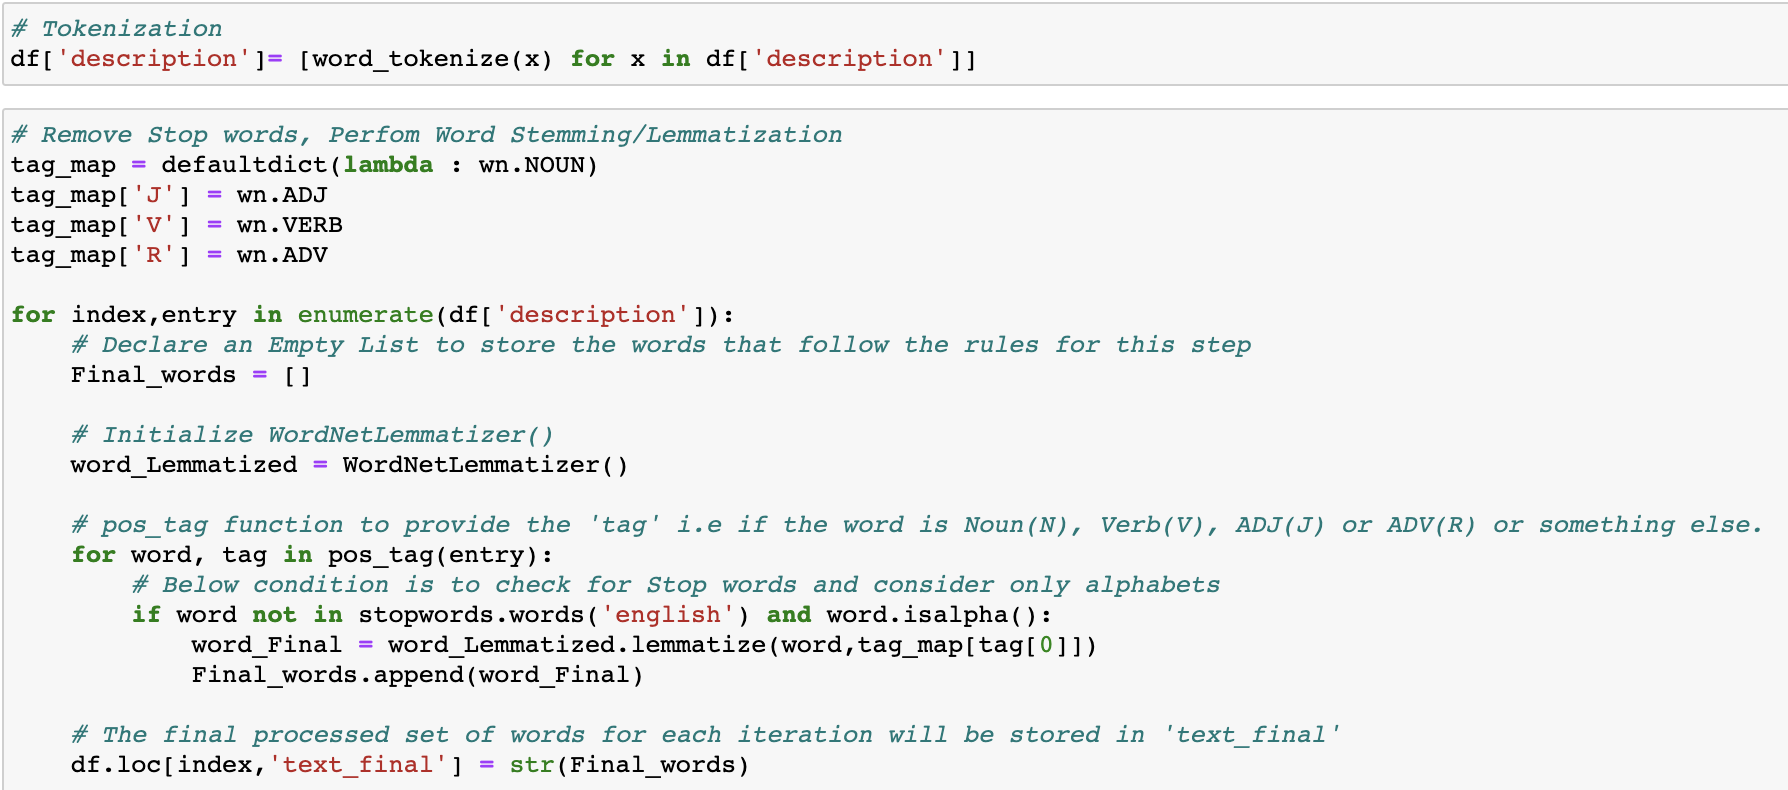 # Tokenization
df['description']= [word_tokenize(x) for x in df['description']]
# Remove Stop words, Perfom Word Stemming/Lemmatization
tag_map = defaultdict(lambda : wn.NOUN)
tag_map['J'] = wn.ADJ
tag_map['V'] = wn.VERB
tag_map['R'] = wn.ADV
for index,entry in enumerate(df['description']):
    # Declare an Empty List to store the words that follow the rules for this step
    Final_words = []
    # Initialize WordNetLemmatizer()
    word_Lemmatized = WordNetLemmatizer()
    # pos_tag function to provide the 'tag' i.e if the word is Noun(N), Verb(V), ADJ(J) or ADV(R) or something else.
    for word, tag in pos_tag(entry):
        # Below condition is to check for Stop words and consider only alphabets
        if word not in stopwords.words('english') and word.isalpha():
            word_Final = word_Lemmatized.lemmatize(word,tag_map[tag[0]])
            Final_words.append(word_Final)
    # The final processed set of words for each iteration will be stored in 'text_final'
    df.loc[index,'text_final'] = str(Final_words)